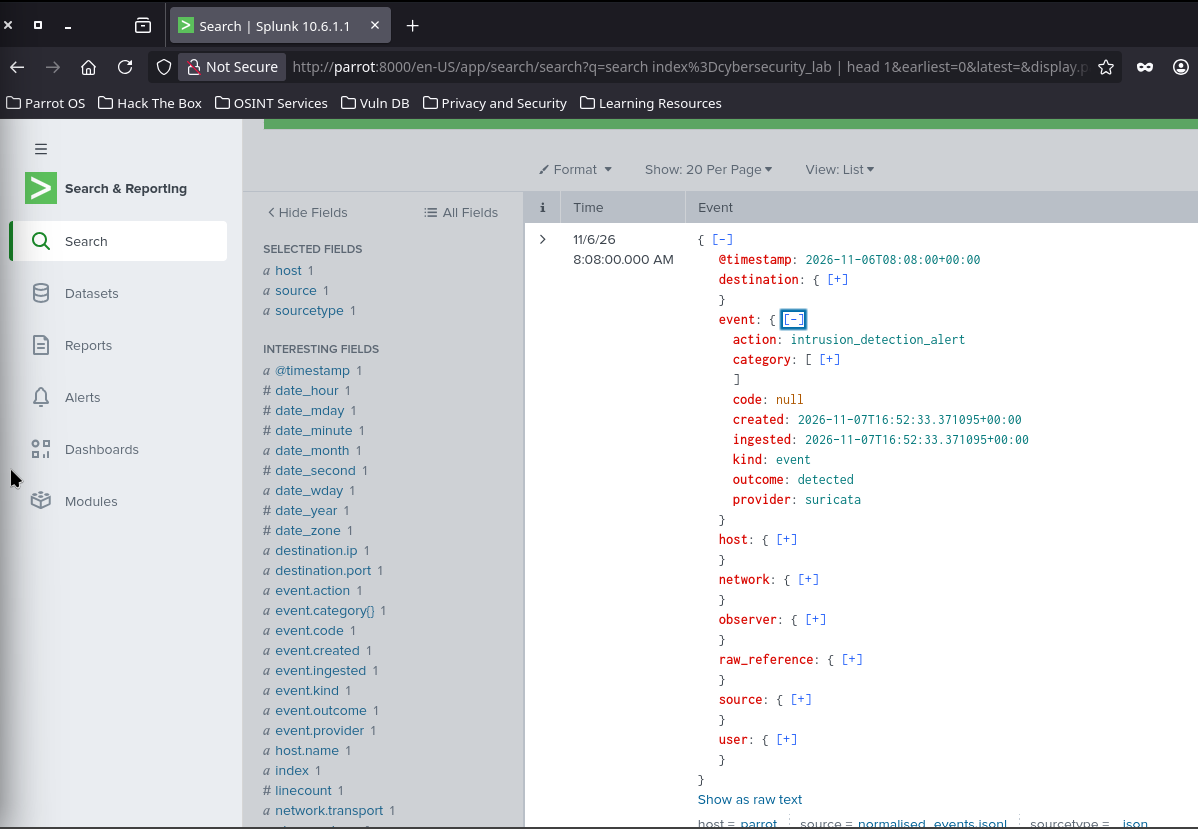 Search | Splunk 10.6.1.1
Not Secure
http://parrot:8000/en-US/app/search/search?q=search index%3Dcybersecurity_lab | head 1&earliest=0&latest=&display.p
Parrot OS
Hack The Box
OSINT Services
Vuln DB
Privacy and Security
Learning Resources
Search & Reporting
Search
Datasets
Reports
Alerts
Dashboards
Modules
Format
Show: 20 Per Page
View: List
Hide Fields
All Fields
SELECTED FIELDS
a host 1
a source 1
a sourcetype 1
INTERESTING FIELDS
a @timestamp 1
# date_hour 1
# date_mday 1
# date_minute 1
a date_month 1
# date_second 1
a date_wday 1
# date_year 1
# date_zone 1
a destination.ip 1
a destination.port 1
a event.action 1
a event.category{} 1
a event.code 1
a event.created 1
a event.ingested 1
a event.kind 1
a event.outcome 1
a event.provider 1
a host.name 1
a index 1
# linecount 1
a network.transport 1
i Time Event
11/6/26
8:08:00.000 AM
{ [-]
@timestamp: 2026-11-06T08:08:00+00:00
destination: { [+]
}
event: { [-]
action: intrusion_detection_alert
category: [ [+]
]
code: null
created: 2026-11-07T16:52:33.371095+00:00
ingested: 2026-11-07T16:52:33.371095+00:00
kind: event
outcome: detected
provider: suricata
}
host: { [+]
}
network: { [+]
}
observer: { [+]
}
raw_reference: { [+]
}
source: { [+]
}
user: { [+]
}
}
Show as raw text
host = parrot source = normalised_events.jsonl sourcetype = _json